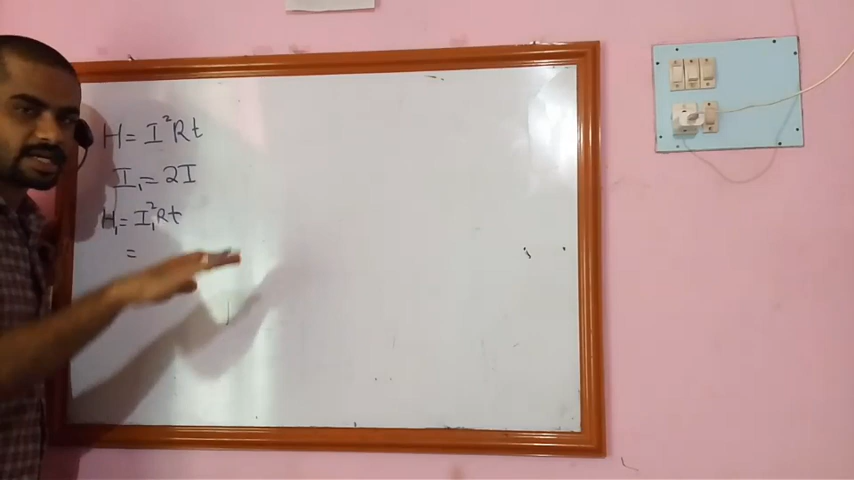 H = I²Rt
I₁ = 2I
H₁ = I₁²Rt
=